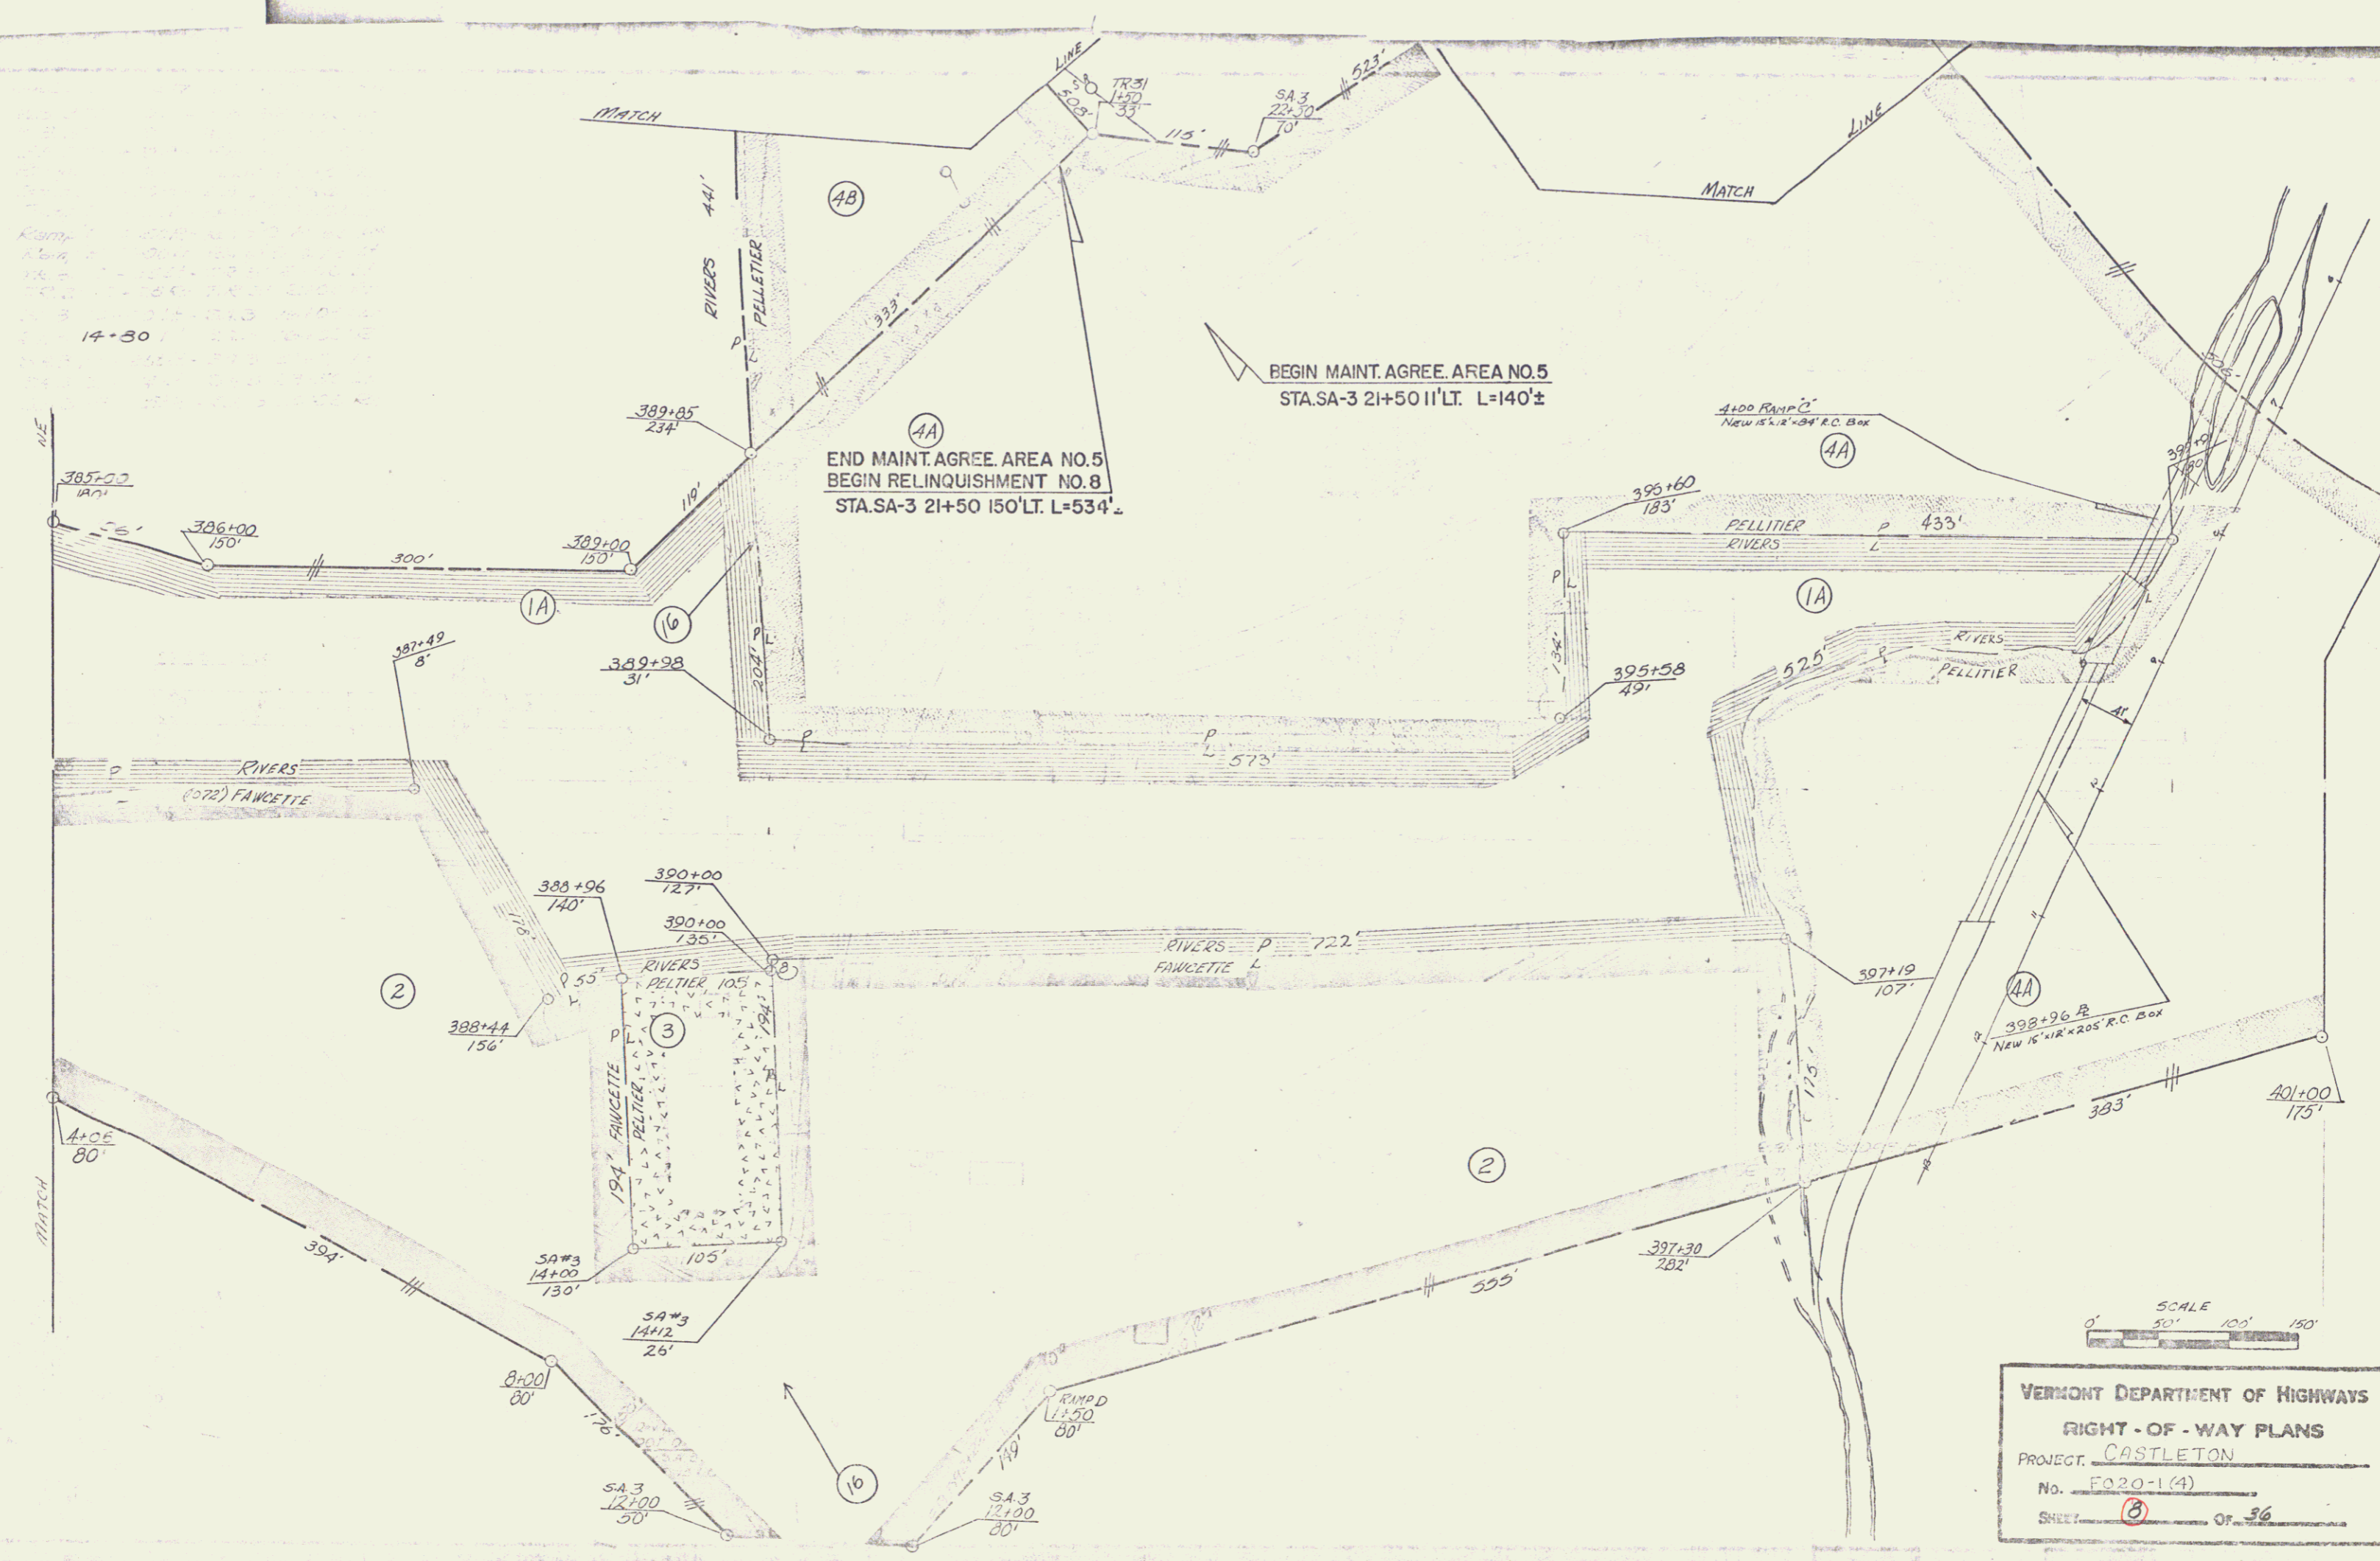 LINE
MATCH
508'
TR31
1+50
33'
115'
SA.3
22+50
70'
523'
LINE
MATCH
RIVERS 441'
PELLETIER
P
L
4B
333'
14+80
389+85
234'
4A
END MAINT. AGREE. AREA NO.5
BEGIN RELINQUISHMENT NO.8
STA.SA-3 21+50 150'LT. L=534'±
BEGIN MAINT. AGREE. AREA NO.5
STA.SA-3 21+50 11'LT. L=140'±
4+00 RAMP "C"
NEW 15'x12'x84' R.C. BOX
4A
NE
385+00
386+00
150'
300'
389+00
150'
119'
1A
16
395+60
183'
PELLITIER P 433'
RIVERS L
1A
P
L
134'
RIVERS
525' P
PELLITIER
387+49
8'
204'
P
L
389+98
31'
P
L
573'
395+58
49'
P RIVERS
(1072') FAWCETTE
178'
388+96
140'
390+00
127'
390+00
135'
8
P 55'
L
RIVERS
PELTIER 105'
RIVERS P 722'
FAWCETTE L
2
3
388+44
156'
P
L
194' FAWCETTE
PELTIER
194'
397+19
107'
4A
398+96 ℄
NEW 15'x12'x205' R.C. BOX
41'
175'
383'
401+00
175'
4+06
80'
MATCH
394'
2
SA#3
14+00
130'
105'
SA#3
14+12
26'
397+30
282'
555'
8+00
80'
176'
S.A.3
12+00
50'
16
RAMP D
1+50
80'
149'
S.A.3
12+00
80'
SCALE
0' 50' 100' 150'
VERMONT DEPARTMENT OF HIGHWAYS
RIGHT-OF-WAY PLANS
PROJECT. CASTLETON
No. F020-1(4)
SHEET 8 OF 36